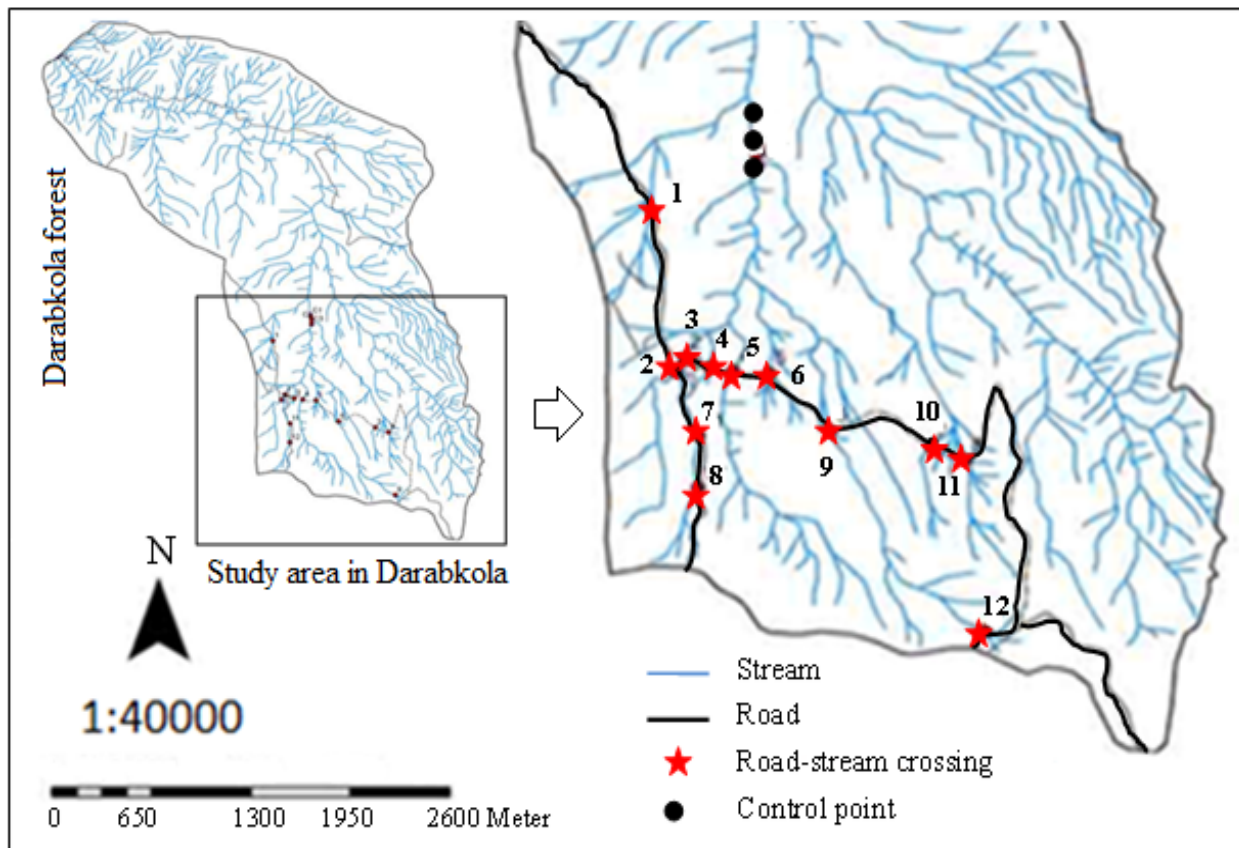 Darabkola forest
Study area in Darabkola
N
1:40000
0 650 1300 1950 2600 Meter
1
2
3
4
5
6
7
8
9
10
11
12
Stream
Road
Road-stream crossing
Control point